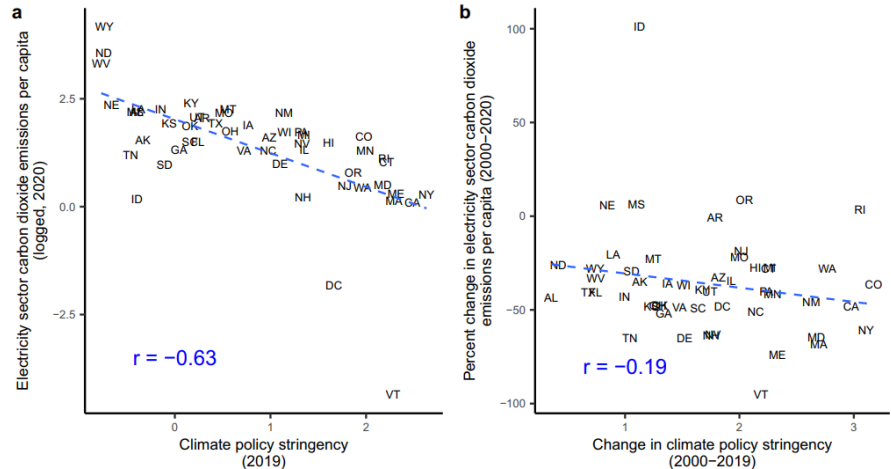 a
Electricity sector carbon dioxide emissions per capita
(logged, 2020)
2.5
0.0
−2.5
WY
ND
WV
NE
IN
KY
MT
NM
KS
OK
AR
TX
MO
IA
OH
WI
AZ
CO
AK
SC
FL
NV
HI
GA
VA
NC
IL
MN
UT
SD
DE
RI
CT
OR
ID
NH
NJ
WA
MD
ME
MA
CA
NY
DC
VT
r = −0.63
0
1
2
Climate policy stringency
(2019)
b
Percent change in electricity sector carbon dioxide
emissions per capita (2000−2020)
100
50
0
−50
−100
ID
NE
MS
OR
RI
AK
LA
MT
NJ
MI
ND
WY
SD
MO
WA
WV
AR
IA
WI
AZ
IL
CO
AL
TX
FL
IN
UT
PA
MN
GA
VA
SC
DC
NC
NM
CA
TN
DE
NV
MD
MA
NY
ME
VT
r = −0.19
1
2
3
Change in climate policy stringency
(2000−2019)